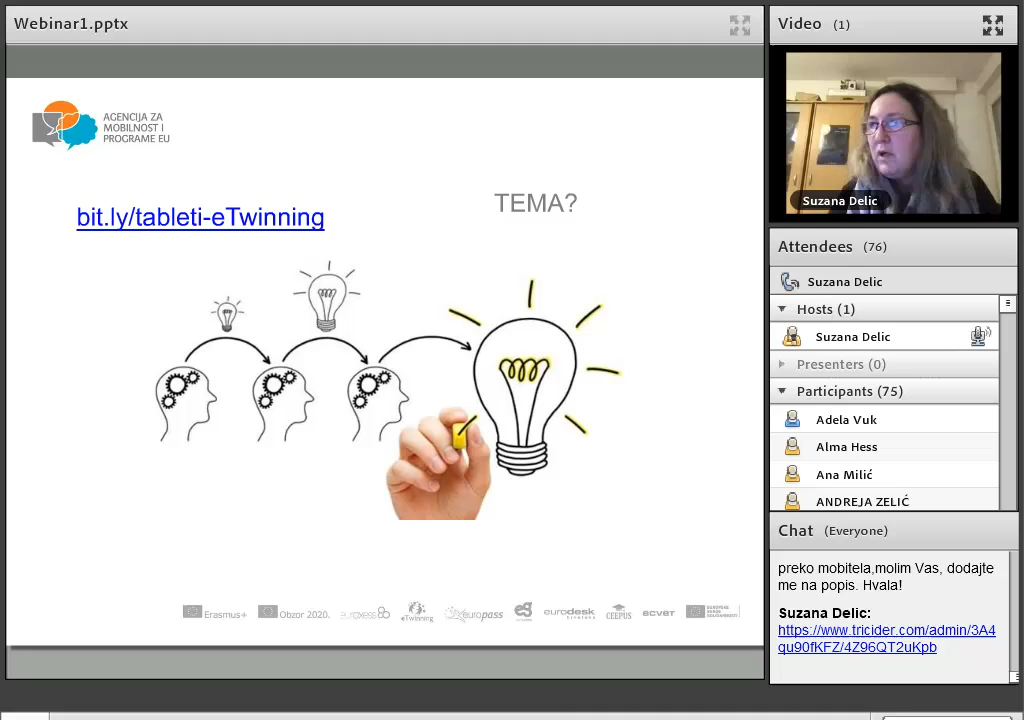 Webinar1.pptx
AGENCIJA ZA
MOBILNOST I
PROGRAME EU
bit.ly/tableti-eTwinning
TEMA?
Erasmus+
Obzor 2020.
euraxess
eTwinning
europass
eurodesk
CEEPUS
ecvet
Video (1)
Suzana Delic
Attendees (76)
Suzana Delic
Hosts (1)
Suzana Delic
Presenters (0)
Participants (75)
Adela Vuk
Alma Hess
Ana Milić
ANDREJA ZELIĆ
Chat (Everyone)
preko mobitela,molim Vas, dodajte
me na popis. Hvala!
Suzana Delic:
https://www.tricider.com/admin/3A4
qu90fKFZ/4Z96QT2uKpb